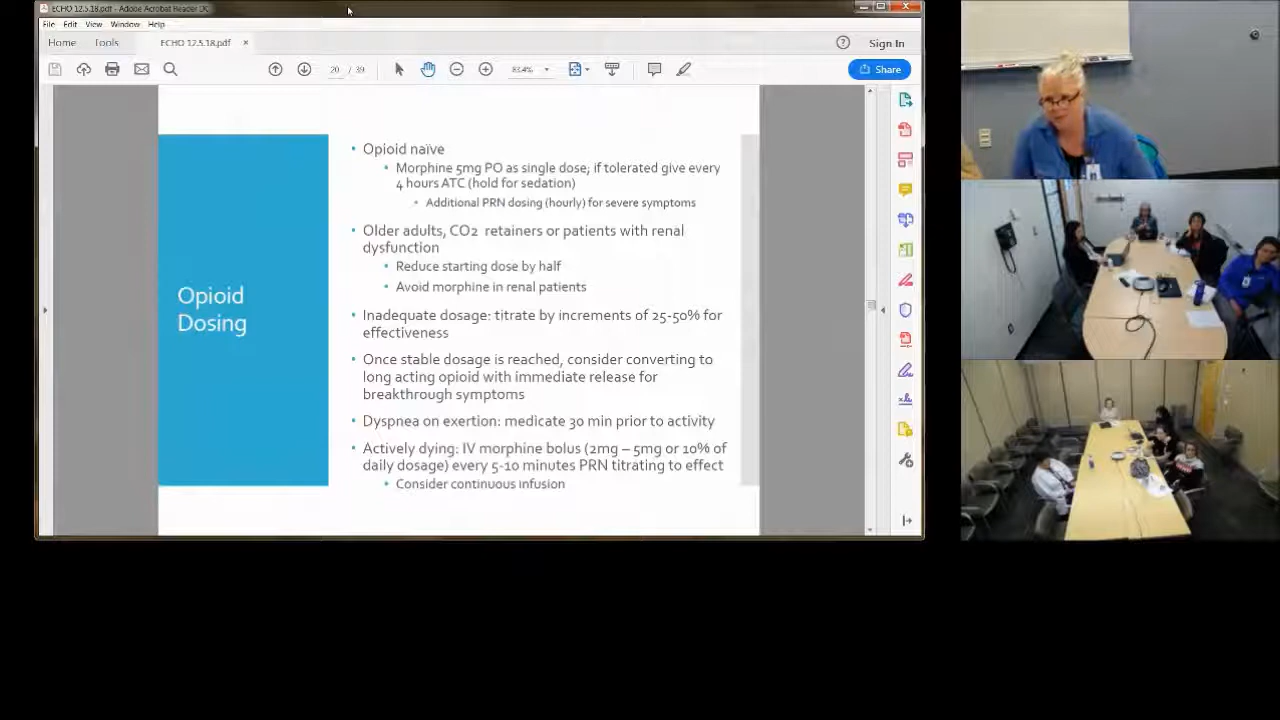 ECHO 12.5.18.pdf - Adobe Acrobat Reader DC
File Edit View Window Help
Home Tools ECHO 12.5.18.pdf × Sign In
20 / 39 83.4% Share
Opioid
Dosing
• Opioid naïve
• Morphine 5mg PO as single dose; if tolerated give every
4 hours ATC (hold for sedation)
• Additional PRN dosing (hourly) for severe symptoms
• Older adults, CO2 retainers or patients with renal
dysfunction
• Reduce starting dose by half
• Avoid morphine in renal patients
• Inadequate dosage: titrate by increments of 25-50% for
effectiveness
• Once stable dosage is reached, consider converting to
long acting opioid with immediate release for
breakthrough symptoms
• Dyspnea on exertion: medicate 30 min prior to activity
• Actively dying: IV morphine bolus (2mg – 5mg or 10% of
daily dosage) every 5-10 minutes PRN titrating to effect
• Consider continuous infusion